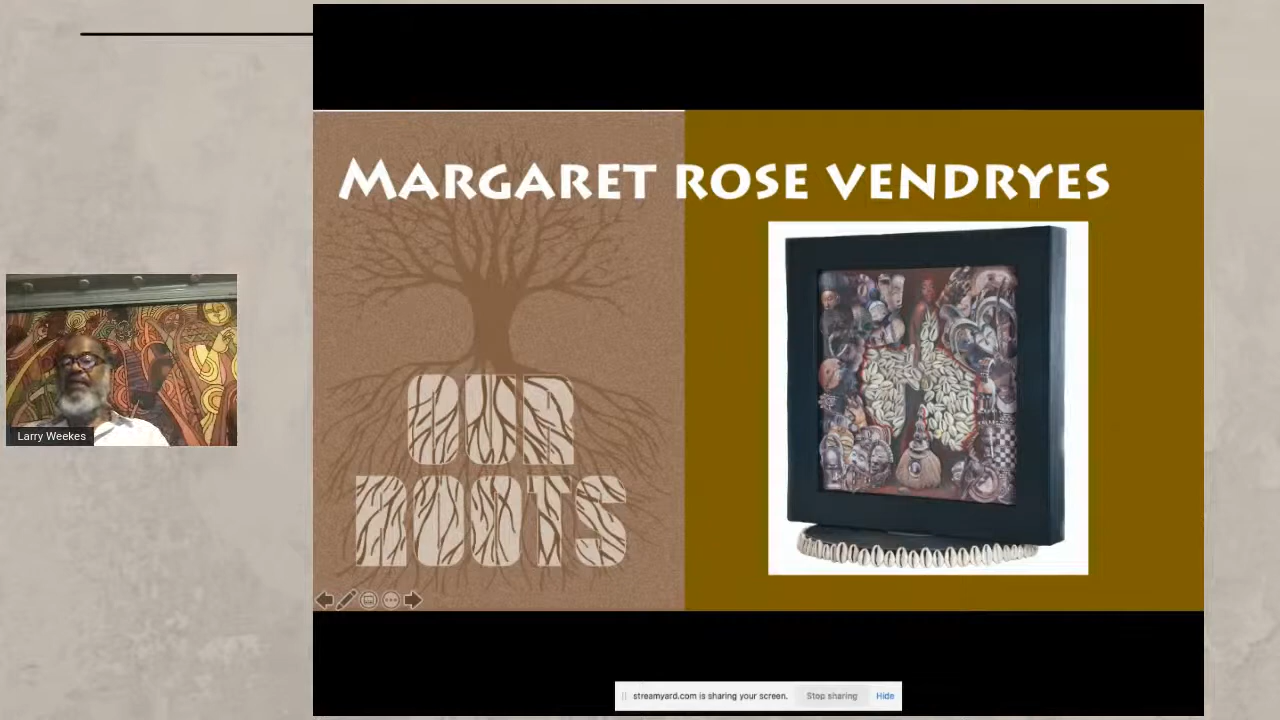 MARGARET ROSE VENDRYES
OUR
ROOTS
Larry Weekes
streamyard.com is sharing your screen.
Stop sharing
Hide